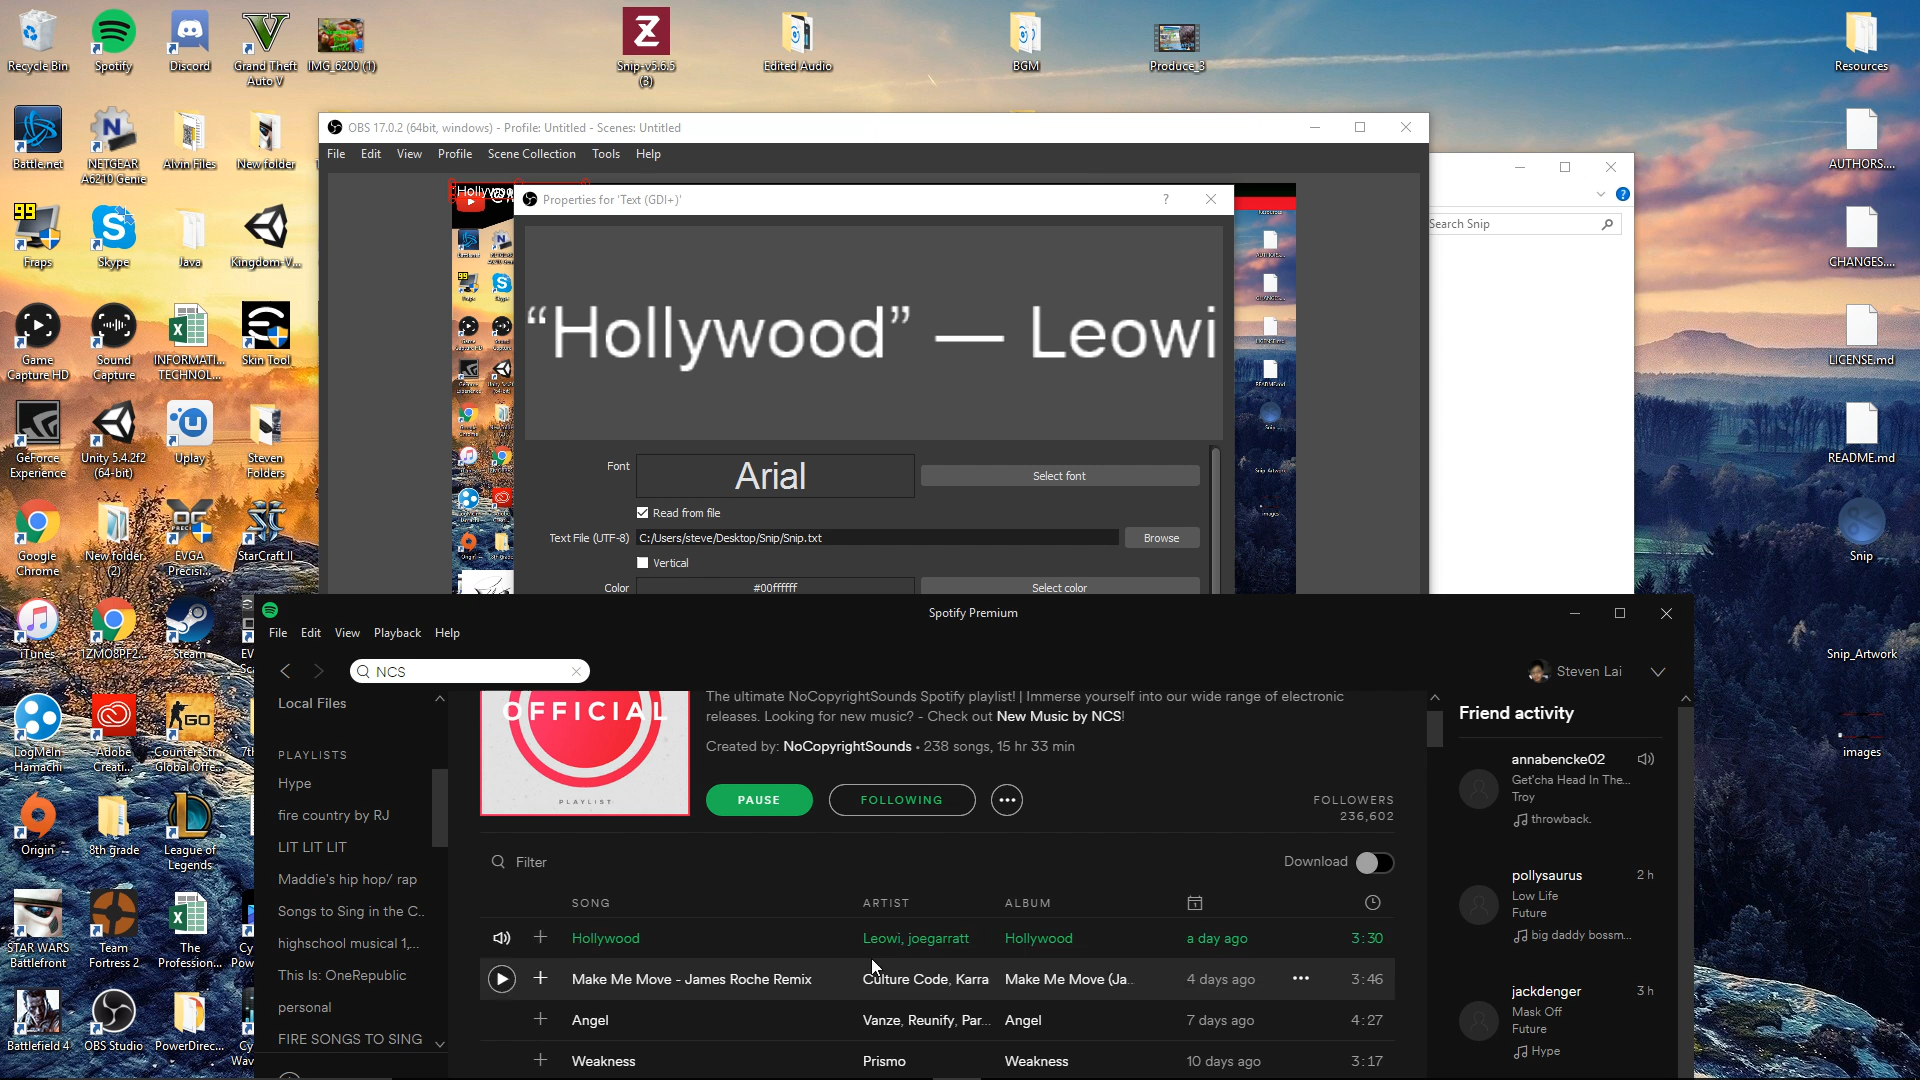 Recycle Bin
Spotify
Discord
Grand Theft Auto V
IMG_6200 (1)
Snip-v5.6.5 (3)
Edited Audio
BGM
Produce_3
Resources
Battle.net
NETGEAR A6210 Genie
Alvin Files
New folder
AUTHORS....
Fraps
Skype
Java
Kingdom-V...
CHANGES....
Game Capture HD
Sound Capture
INFORMATI... TECHNOL...
Skin Tool
LICENSE.md
GeForce Experience
Unity 5.4.2f2 (64-bit)
Uplay
Steven Folders
README.md
Google Chrome
New folder (2)
EVGA Precisi...
StarCraft II
Snip
iTunes
1ZMO8PF2...
Steam
Snip_Artwork
LogMeIn Hamachi
Adobe Creati...
Counter-Str... Global Offe...
images
Origin
8th grade
League of Legends
STAR WARS Battlefront
Team Fortress 2
The Profession...
Battlefield 4
OBS Studio
PowerDirec...
OBS 17.0.2 (64bit, windows) - Profile: Untitled - Scenes: Untitled
File Edit View Profile Scene Collection Tools Help
Properties for 'Text (GDI+)'
Search Snip
“Hollywood” — Leowi
Font
Arial
Select font
Read from file
Text File (UTF-8) C:/Users/steve/Desktop/Snip/Snip.txt Browse
Vertical
Color #00ffffff Select color
Spotify Premium
File Edit View Playback Help
NCS
Steven Lai
Local Files
PLAYLISTS
Hype
fire country by RJ
LIT LIT LIT
Maddie's hip hop/ rap
Songs to Sing in the C..
highschool musical 1,...
This Is: OneRepublic
personal
FIRE SONGS TO SING
OFFICIAL
PLAYLIST
The ultimate NoCopyrightSounds Spotify playlist! | Immerse yourself into our wide range of electronic
releases. Looking for new music? - Check out New Music by NCS!
Created by: NoCopyrightSounds • 238 songs, 15 hr 33 min
PAUSE FOLLOWING
FOLLOWERS
236,602
Filter
Download
SONG ARTIST ALBUM
Hollywood Leowi, joegarratt Hollywood a day ago 3:30
Make Me Move - James Roche Remix Culture Code, Karra Make Me Move (Ja... 4 days ago 3:46
Angel Vanze, Reunify, Par... Angel 7 days ago 4:27
Weakness Prismo Weakness 10 days ago 3:17
Friend activity
annabencke02
Get'cha Head In The...
Troy
throwback.
pollysaurus 2 h
Low Life
Future
big daddy bossm...
jackdenger 3 h
Mask Off
Future
Hype